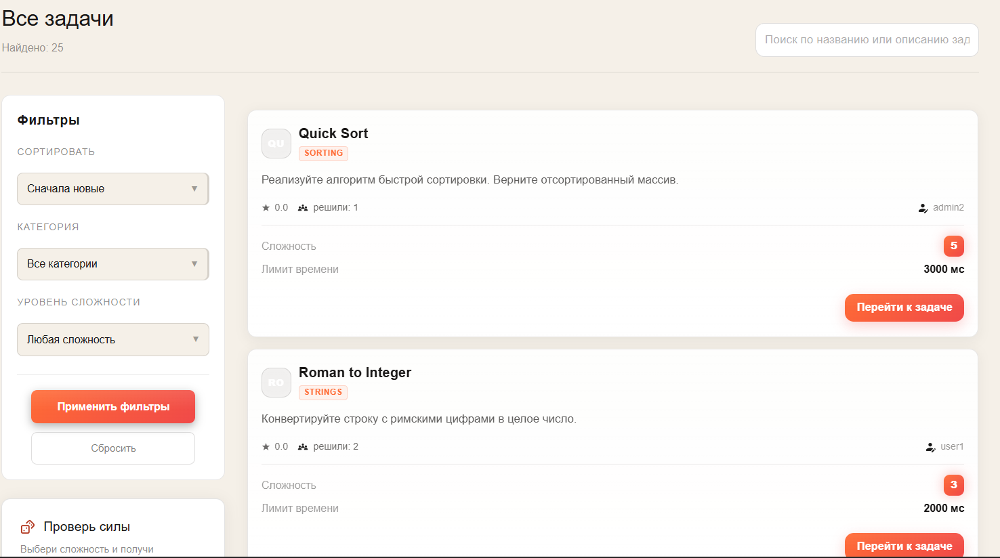 Все задачи
Найдено: 25
Поиск по названию или описанию зад
Фильтры
СОРТИРОВАТЬ
Сначала новые
КАТЕГОРИЯ
Все категории
УРОВЕНЬ СЛОЖНОСТИ
Любая сложность
Применить фильтры
Сбросить
Проверь силы
Выбери сложность и получи
QU
Quick Sort
SORTING
Реализуйте алгоритм быстрой сортировки. Верните отсортированный массив.
0.0 решили: 1 admin2
Сложность 5
Лимит времени 3000 мс
Перейти к задаче
RO
Roman to Integer
STRINGS
Конвертируйте строку с римскими цифрами в целое число.
0.0 решили: 2 user1
Сложность 3
Лимит времени 2000 мс
Перейти к задаче